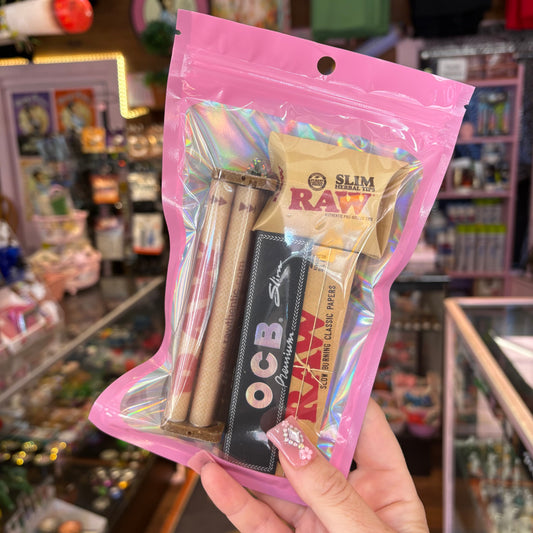 SLIM
HERBAL TIPS
RAW
OCB Premium Slim
RAW
SLOW BURNING CLASSIC PAPERS